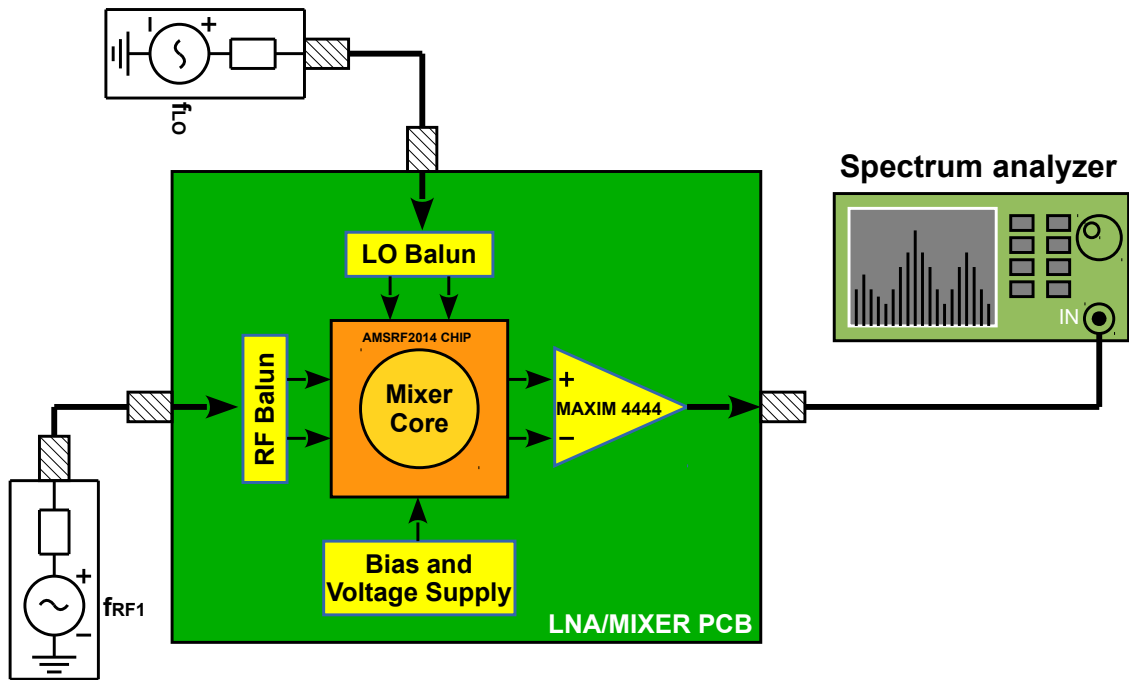 fLO
Spectrum analyzer
LO Balun
IN
AMSRF2014 CHIP
Mixer
Core
RF Balun
+
MAXIM 4444
−
Bias and
Voltage Supply
fRF1
LNA/MIXER PCB